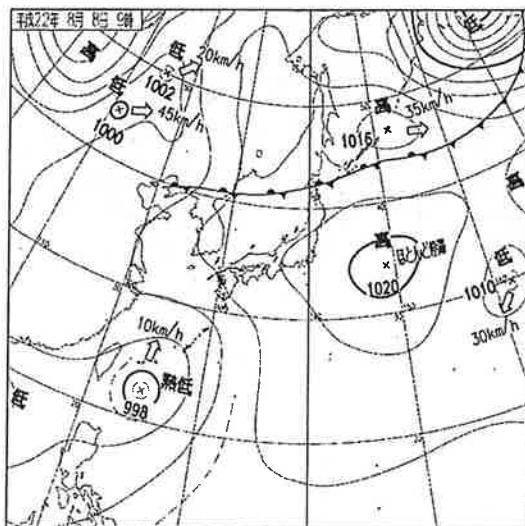 平成22年 8月 8日 9時
高
低
20km/h
1002
低
45km/h
1000
低
高
35km/h
1016
高
高
ほとんど停滞
1020
低
1010
30km/h
10km/h
熱低
998
低